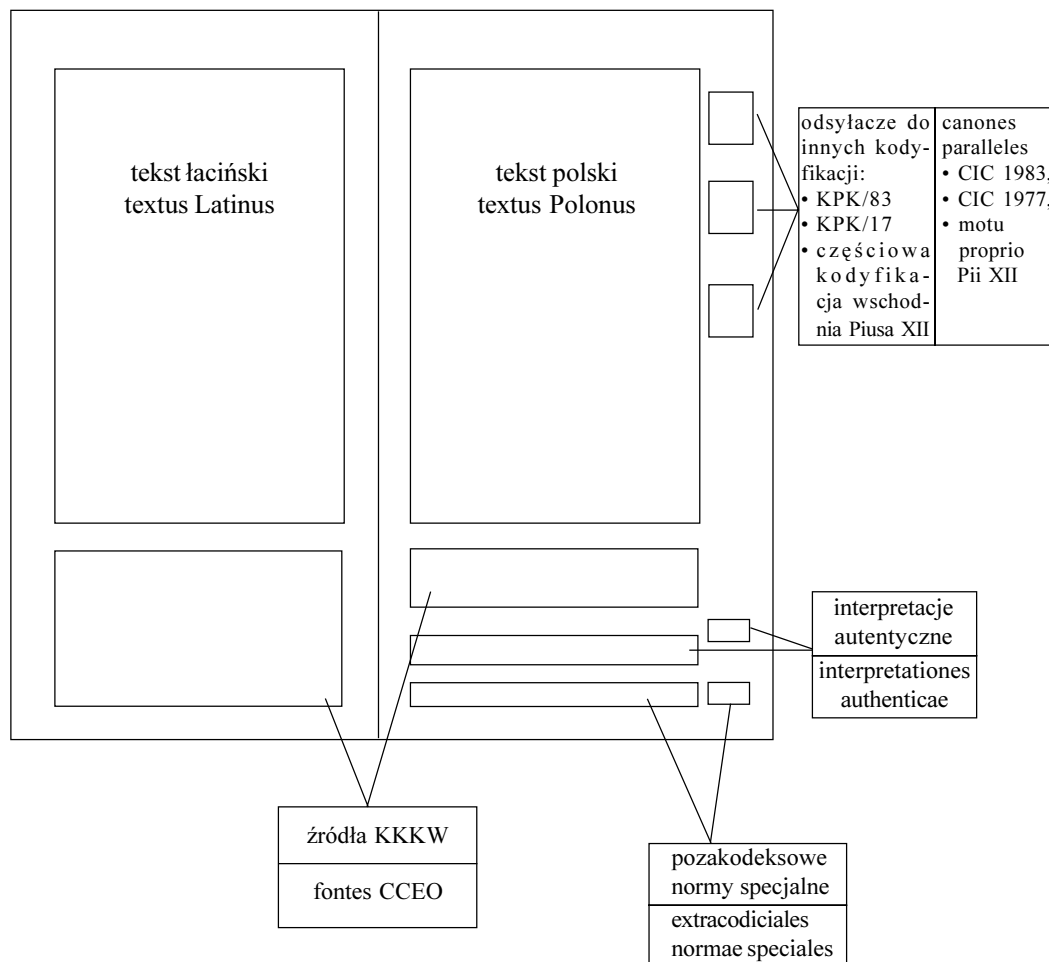 tekst łaciński
textus Latinus
tekst polski
textus Polonus
odsyłacze do
innych kody-
fikacji:
• KPK/83
• KPK/17
• częściowa
kodyfika-
cja wschod-
nia Piusa XII
canones
paralleles
• CIC 1983,
• CIC 1977,
• motu
proprio
Pii XII
interpretacje
autentyczne
interpretationes
authenticae
źródła KKKW
fontes CCEO
pozakodeksowe
normy specjalne
extracodiciales
normae speciales